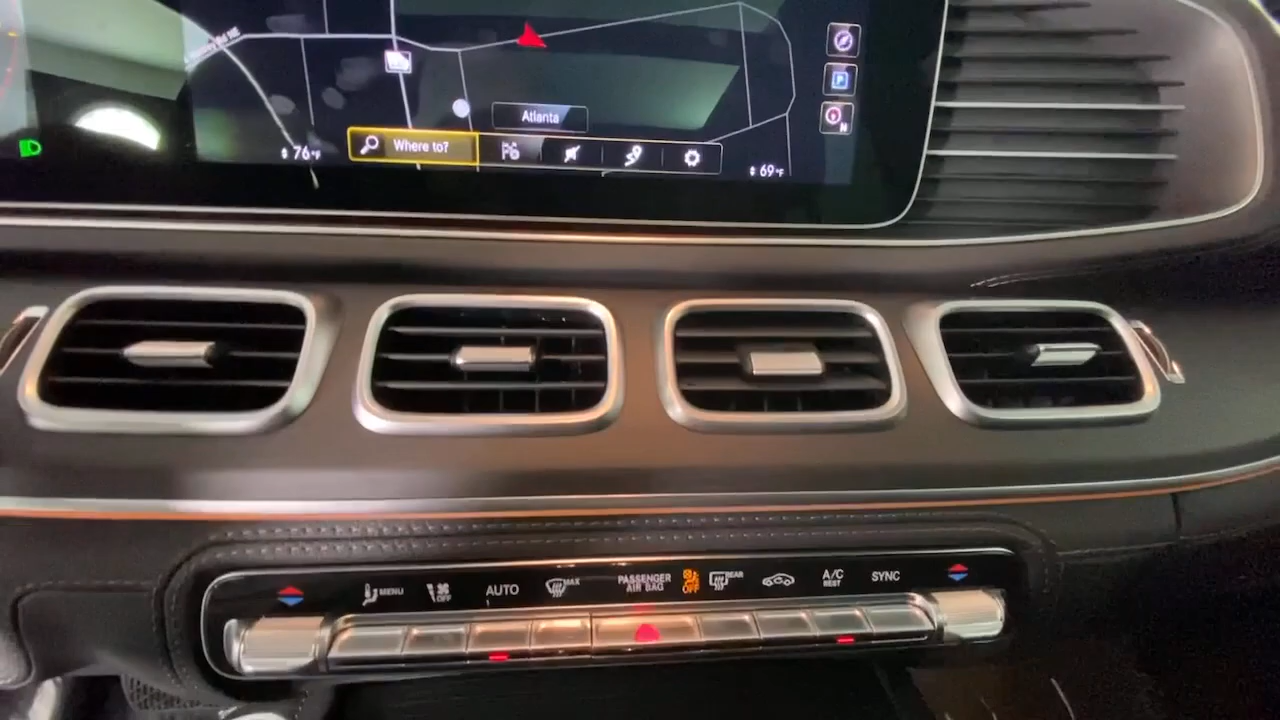 Atlanta
Where to?
76°F
69°F
P
N
MENU
OFF
AUTO
MAX
PASSENGER
AIR BAG
OFF
REAR
A/C
REST
SYNC